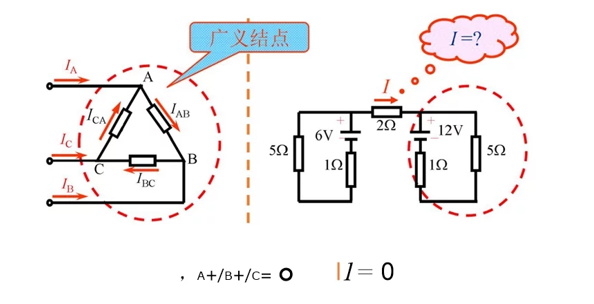 广义结点
I=?
I_A
A
I_CA
I_AB
I_C
C
B
I_BC
I_B
I
2Ω
+
6V
5Ω
1Ω
+
12V
−
1Ω
5Ω
, A+/B+/C= O
I I = 0